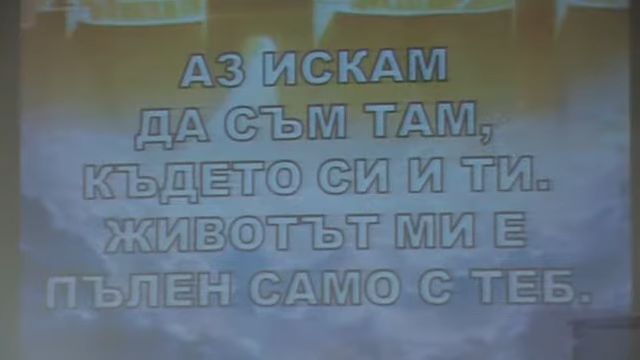 АЗ ИСКАМ
ДА СЪМ ТАМ,
КЪДЕТО СИ И ТИ.
ЖИВОТЪТ МИ Е
ПЪЛЕН САМО С ТЕБ.